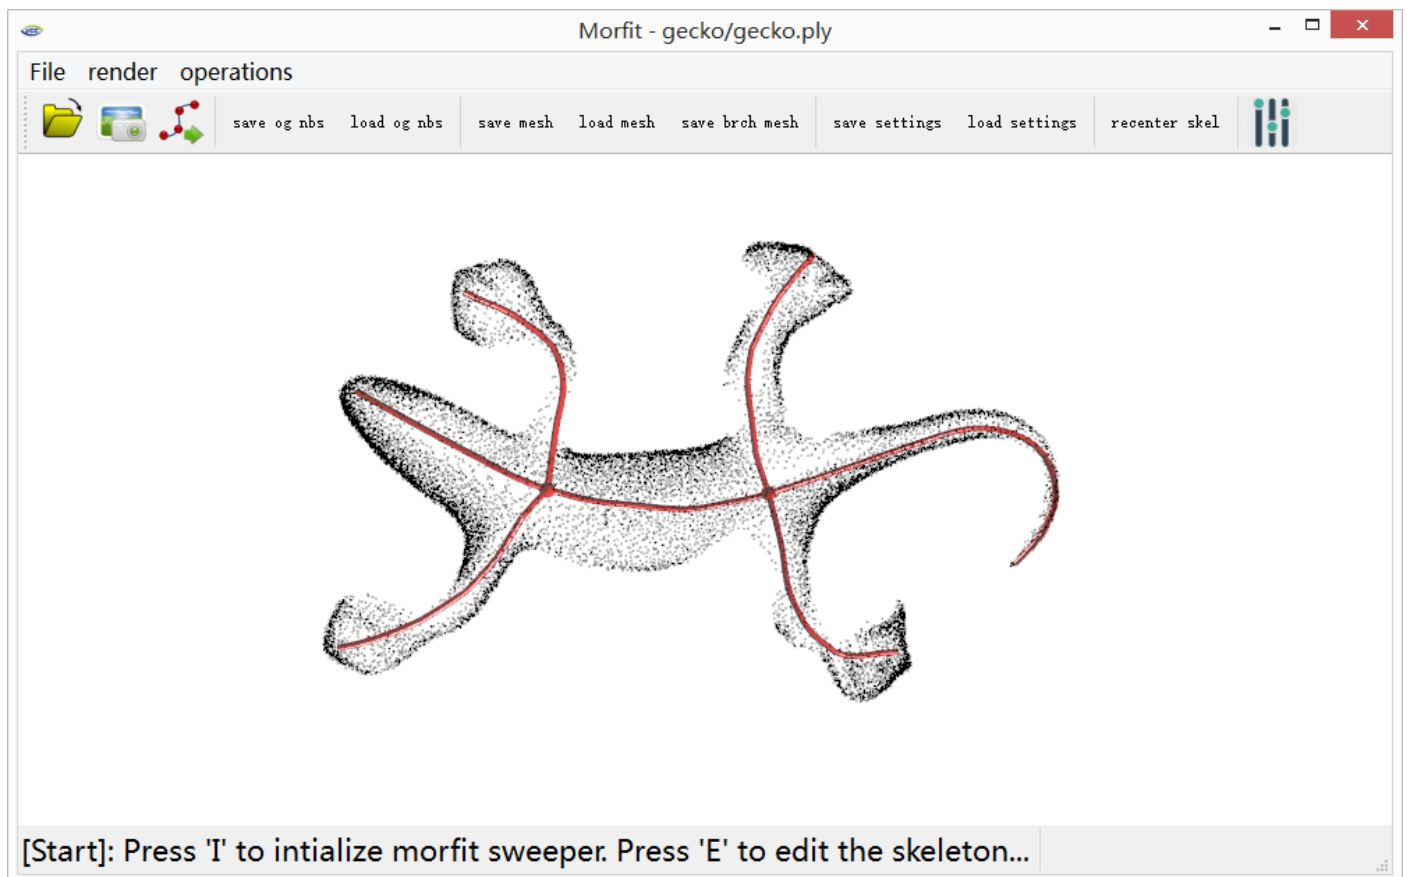 Morfit - gecko/gecko.ply
File render operations
save og nbs load og nbs save mesh load mesh save brch mesh save settings load settings recenter skel
[Start]: Press 'I' to intialize morfit sweeper. Press 'E' to edit the skeleton...